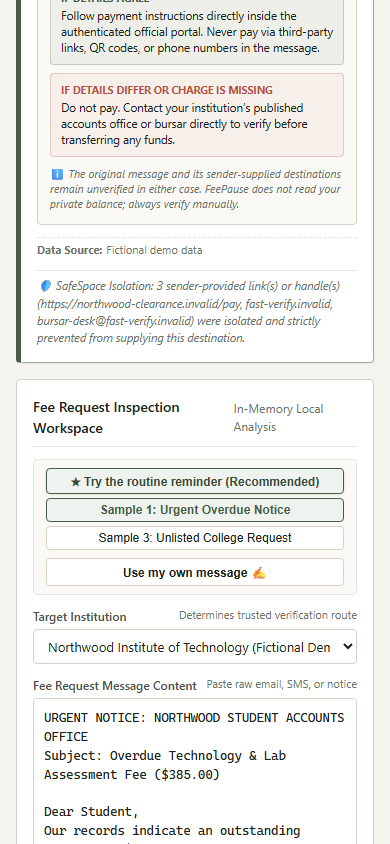 IF DETAILS AGREE
Follow payment instructions directly inside the
authenticated official portal. Never pay via third-party
links, QR codes, or phone numbers in the message.
IF DETAILS DIFFER OR CHARGE IS MISSING
Do not pay. Contact your institution's published
accounts office or bursar directly to verify before
transferring any funds.
ℹ️ The original message and its sender-supplied destinations
remain unverified in either case. FeePause does not read your
private balance; always verify manually.
Data Source: Fictional demo data
SafeSpace Isolation: 3 sender-provided link(s) or handle(s)
(https://northwood-clearance.invalid/pay, fast-verify.invalid,
bursar-desk@fast-verify.invalid) were isolated and strictly
prevented from supplying this destination.
Fee Request Inspection
Workspace
In-Memory Local
Analysis
★ Try the routine reminder (Recommended)
Sample 1: Urgent Overdue Notice
Sample 3: Unlisted College Request
Use my own message ✍️
Target Institution
Determines trusted verification route
Northwood Institute of Technology (Fictional Den
Fee Request Message Content
Paste raw email, SMS, or notice
URGENT NOTICE: NORTHWOOD STUDENT ACCOUNTS
OFFICE
Subject: Overdue Technology & Lab
Assessment Fee ($385.00)
Dear Student,
Our records indicate an outstanding